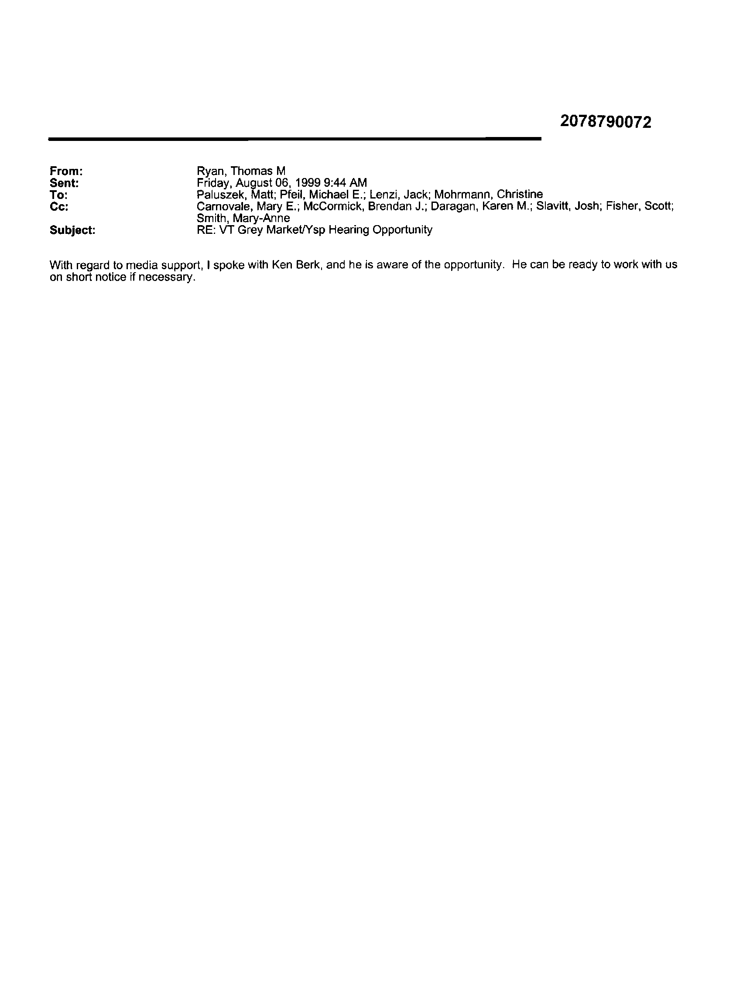 2078790072
From: Ryan, Thomas M
Sent: Friday, August 06, 1999 9:44 AM
To: Paluszek, Matt; Pfeil, Michael E.; Lenzi, Jack; Mohrmann, Christine
Cc: Carnovale, Mary E.; McCormick, Brendan J.; Daragan, Karen M.; Slavitt, Josh; Fisher, Scott;
Smith, Mary-Anne
Subject: RE: VT Grey Market/Ysp Hearing Opportunity
With regard to media support, I spoke with Ken Berk, and he is aware of the opportunity. He can be ready to work with us
on short notice if necessary.